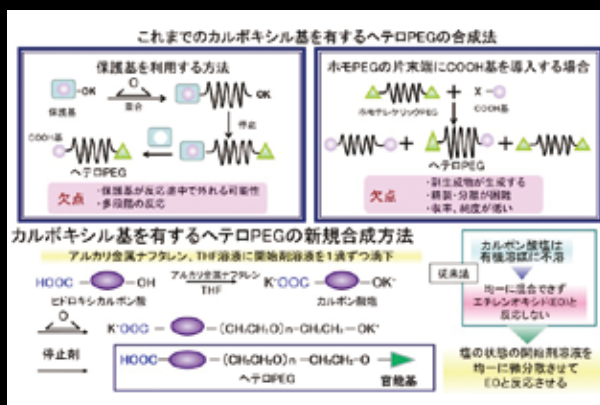 これまでのカルボキシル基を有するヘテロPEGの合成法
保護基を利用する方法
-OK
O
重合
OK
保護基
停止
COOH基
ヘテロPEG
欠点
・保護基が反応途中で外れる可能性
・多段階の反応
ホモPEGの片末端にCOOH基を導入する場合
+
X-
ホモテレケリックPEG
COOH基
+
+
ヘテロPEG
欠点
・副生成物が生成する
・精製・分離が困難
・収率、純度が低い
カルボキシル基を有するヘテロPEGの新規合成方法
アルカリ金属ナフタレン、THF溶液に開始剤溶液を1滴ずつ滴下
HOOC-
-OH
アルカリ金属ナフタレン
THF
K⁺OOC-
-OK⁺
ヒドロキシカルボン酸
カルボン酸塩
O
K⁺OOC-
-(CH₂CH₂O)n-CH₂CH₂-OK⁺
停止剤
HOOC-
-(CH₂CH₂O)n-CH₂CH₂-O
ヘテロPEG
官能基
従来法
カルボン酸塩は
有機溶媒に不溶
均一に混合できず
エチレンオキシド(EO)と
反応しない
塩の状態の開始剤溶液を
均一に微分散させて
EOと反応させる